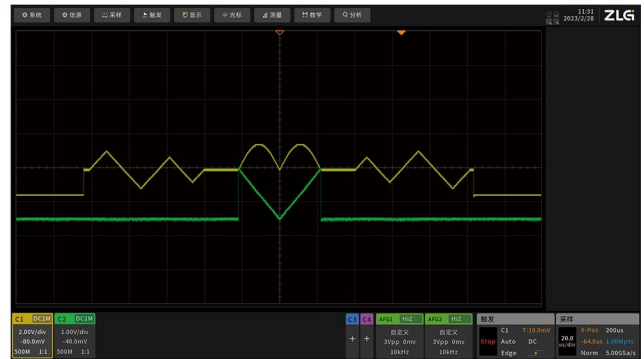 系统 信源 采样 触发 显示 光标 测量 数学 分析
11:31
2023/2/28
ZLG
C1 DC1M C2 DC1M
2.00V/div 1.00V/div
-80.0mV -40.0mV
500M 1:1 500M 1:1
C3 C4
+ +
AFG1 HiZ AFG2 HiZ
自定义 自定义
3Vpp 0mv 3Vpp 0mv
10kHz 10kHz
触发
Stop
C1 T:10.0mV
Auto DC
Edge
采样
20.0
us/div
X-Pos 200us
-64.0us 1.00Mpts
Norm 5.00GSa/s